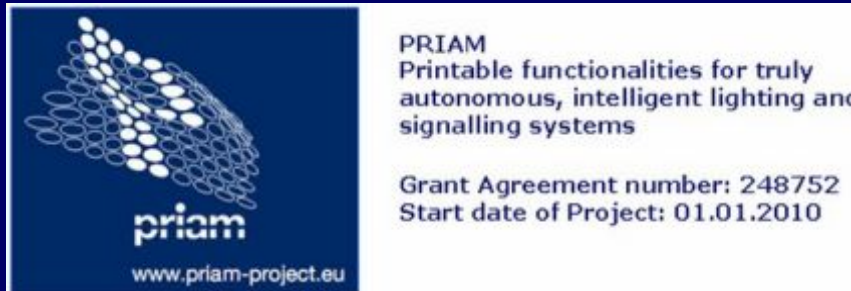 priam
www.priam-project.eu
PRIAM
Printable functionalities for truly
autonomous, intelligent lighting and
signalling systems
Grant Agreement number: 248752
Start date of Project: 01.01.2010